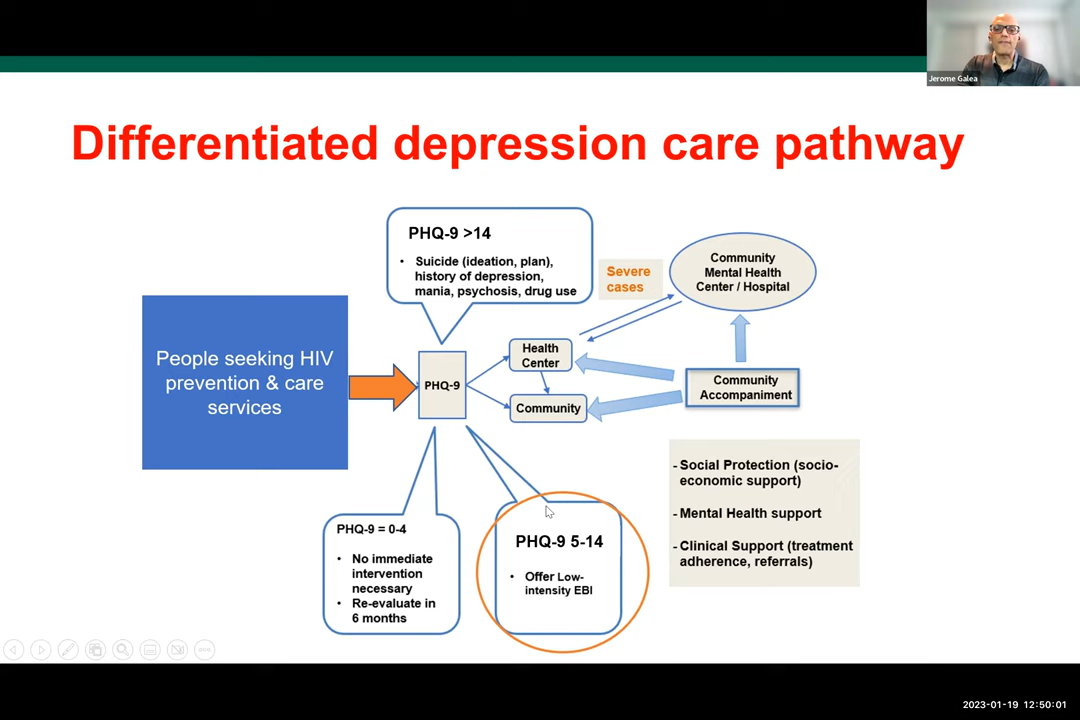 Jerome Galea
Differentiated depression care pathway
PHQ-9 >14
• Suicide (ideation, plan),
history of depression,
mania, psychosis, drug use
Severe
cases
Community
Mental Health
Center / Hospital
People seeking HIV
prevention & care
services
PHQ-9
Health
Center
Community
Community
Accompaniment
- Social Protection (socio-
economic support)
- Mental Health support
- Clinical Support (treatment
adherence, referrals)
PHQ-9 = 0-4
• No immediate
intervention
necessary
• Re-evaluate in
6 months
PHQ-9 5-14
• Offer Low-
intensity EBI
2023-01-19 12:50:01